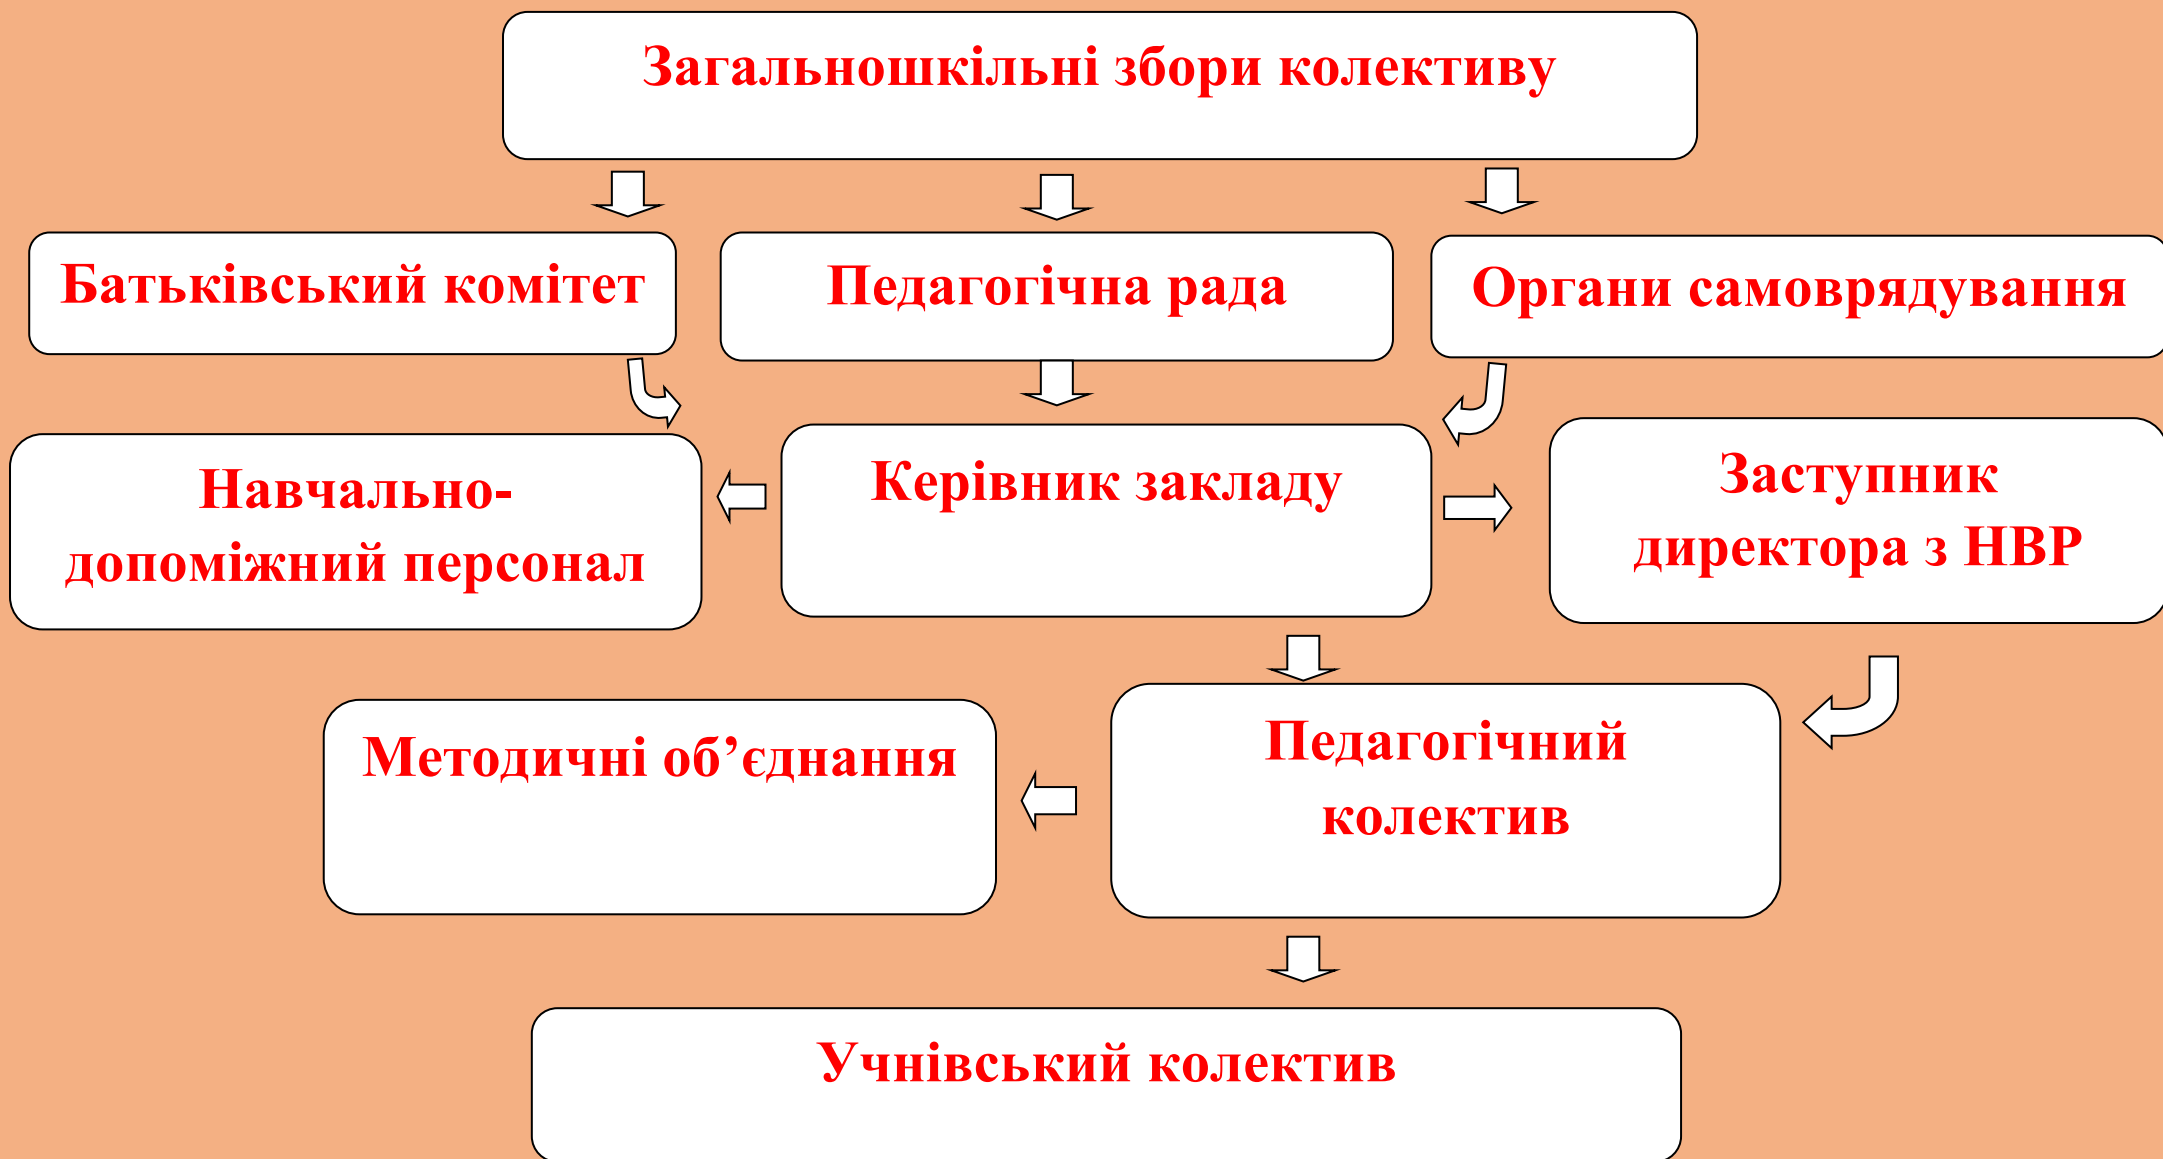 Загальношкільні збори колективу
Батьківський комітет
Педагогічна рада
Органи самоврядування
Навчально-
допоміжний персонал
Керівник закладу
Заступник
директора з НВР
Методичні об’єднання
Педагогічний
колектив
Учнівський колектив